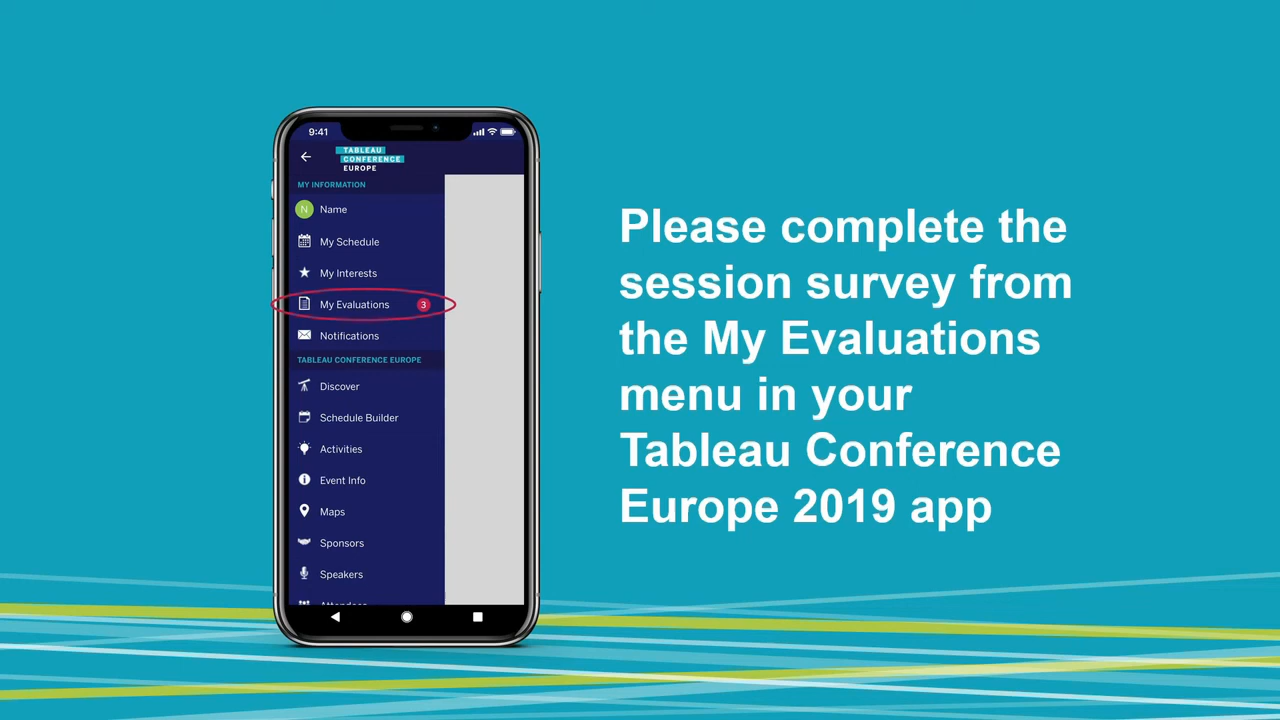 9:41
TABLEAU
CONFERENCE
EUROPE
MY INFORMATION
N Name
My Schedule
My Interests
My Evaluations 3
Notifications
TABLEAU CONFERENCE EUROPE
Discover
Schedule Builder
Activities
Event Info
Maps
Sponsors
Speakers
Please complete the
session survey from
the My Evaluations
menu in your
Tableau Conference
Europe 2019 app